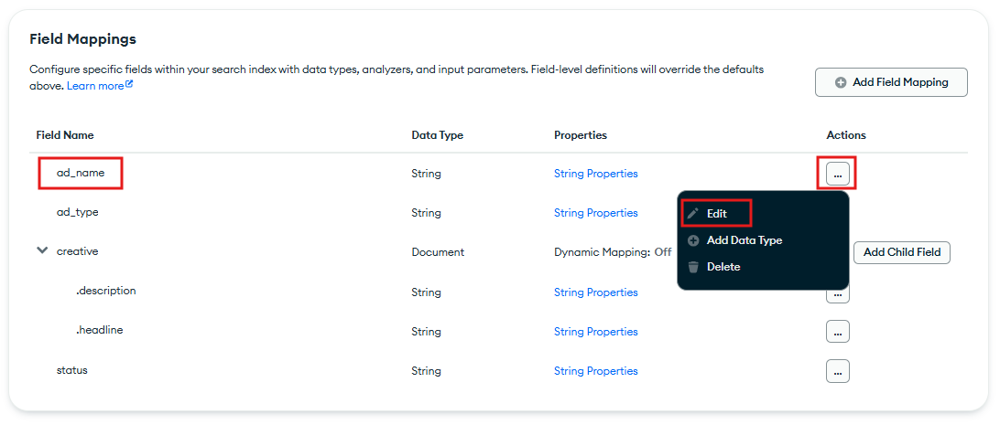 Field Mappings
Configure specific fields within your search index with data types, analyzers, and input parameters. Field-level definitions will override the defaults
above. Learn more
Add Field Mapping
Field Name Data Type Properties Actions
ad_name String String Properties ...
ad_type String String Properties
Edit
Add Data Type
Delete
creative Document Dynamic Mapping: Off Add Child Field
.description String String Properties ...
.headline String String Properties ...
status String String Properties ...